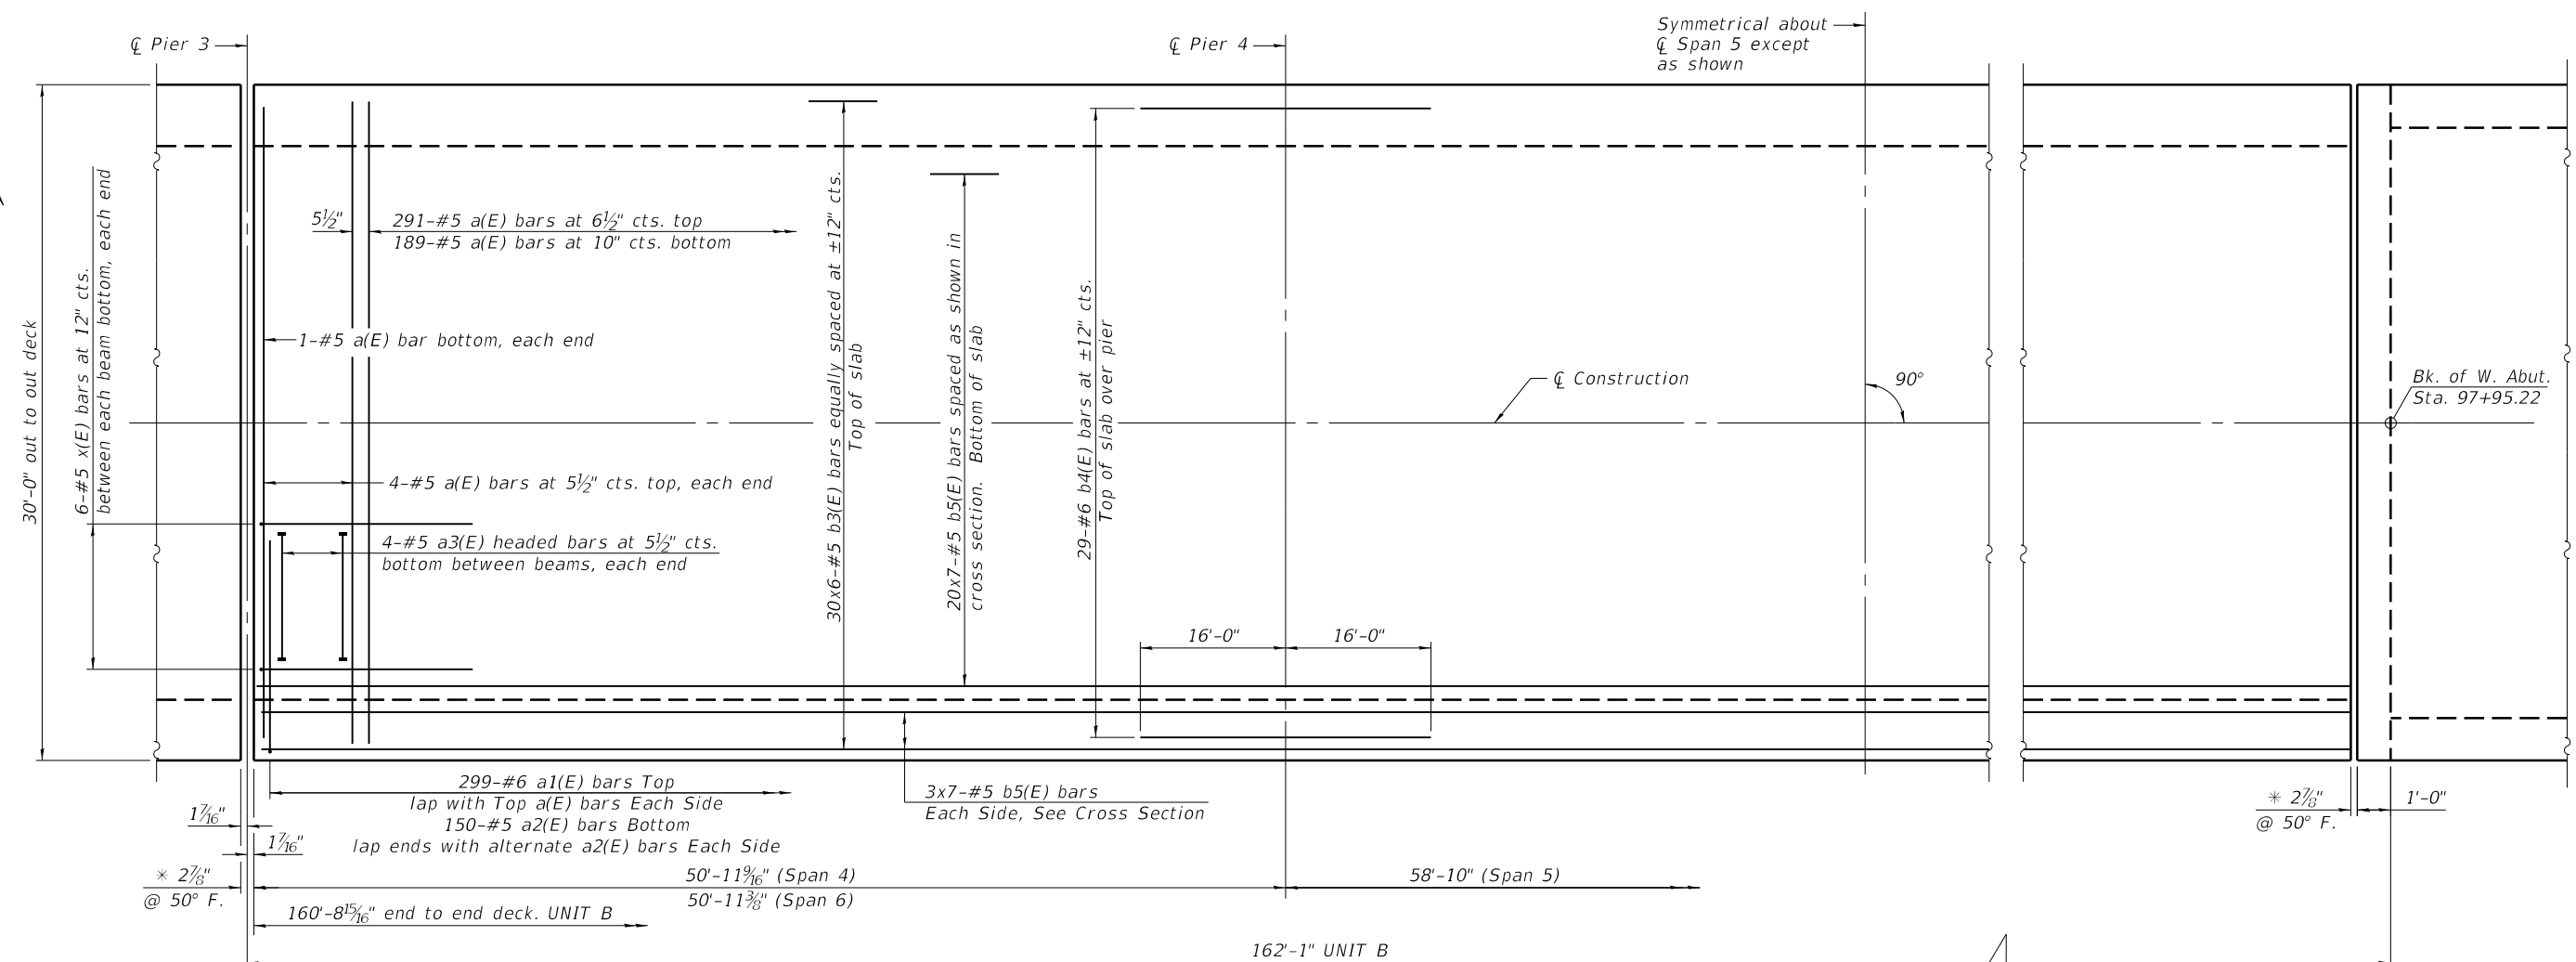 ℄ Pier 3
℄ Pier 4
Symmetrical about
℄ Span 5 except
as shown
5½"
291-#5 a(E) bars at 6½" cts. top
189-#5 a(E) bars at 10" cts. bottom
30'-0" out to out deck
6-#5 x(E) bars at 12" cts.
between each beam bottom, each end
1-#5 a(E) bar bottom, each end
30x6-#5 b3(E) bars equally spaced at ±12" cts.
Top of slab
20x7-#5 b5(E) bars spaced as shown in
cross section. Bottom of slab
29-#6 b4(E) bars at ±12" cts.
Top of slab over pier
℄ Construction
90°
Bk. of W. Abut.
Sta. 97+95.22
4-#5 a(E) bars at 5½" cts. top, each end
4-#5 a3(E) headed bars at 5½" cts.
bottom between beams, each end
16'-0"
16'-0"
299-#6 a1(E) bars Top
lap with Top a(E) bars Each Side
150-#5 a2(E) bars Bottom
lap ends with alternate a2(E) bars Each Side
3x7-#5 b5(E) bars
Each Side, See Cross Section
1 7/16"
1 7/16"
* 2⅞"
@ 50° F.
* 2⅞"
@ 50° F.
1'-0"
50'-11 9/16" (Span 4)
50'-11⅜" (Span 6)
58'-10" (Span 5)
160'-8 15/16" end to end deck. UNIT B
162'-1" UNIT B